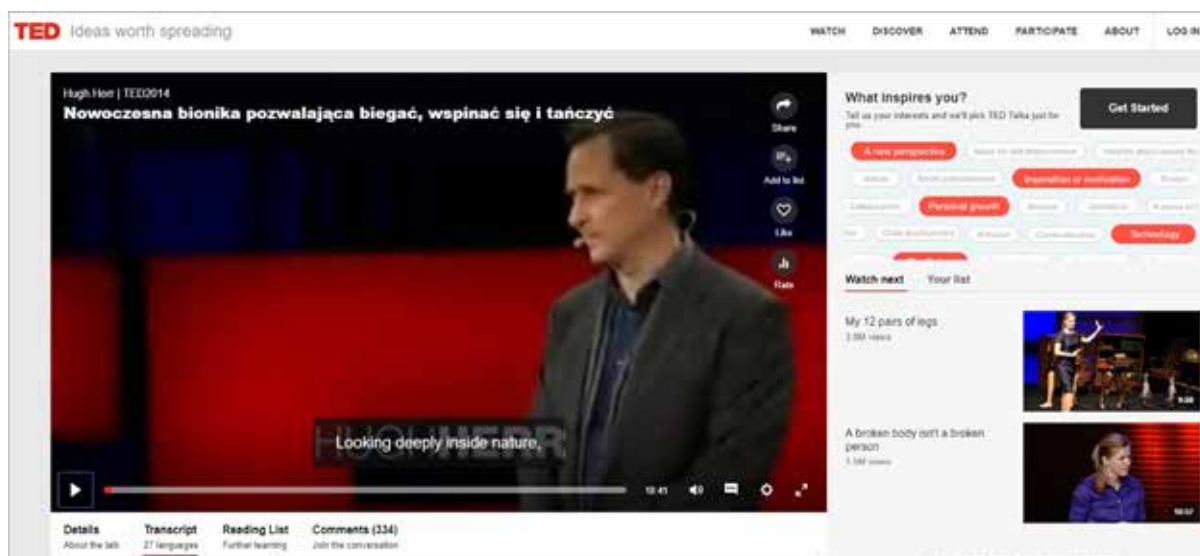 TED Ideas worth spreading
WATCH DISCOVER ATTEND PARTICIPATE ABOUT LOG IN
Hugh Herr | TED2014
Nowoczesna bionika pozwalająca biegać, wspinać się i tańczyć
Share
Add to list
Like
Rate
HUGH HERR
Looking deeply inside nature,
What inspires you?
Tell us your interests and we'll pick TED Talks just for
you.
Get Started
A new perspective
Inspiration or motivation
Personal growth
Technology
Watch next Your list
My 12 pairs of legs
A broken body isn't a broken
person
Details Transcript Reading List Comments (334)
About the talk 27 languages Further learning Join the conversation